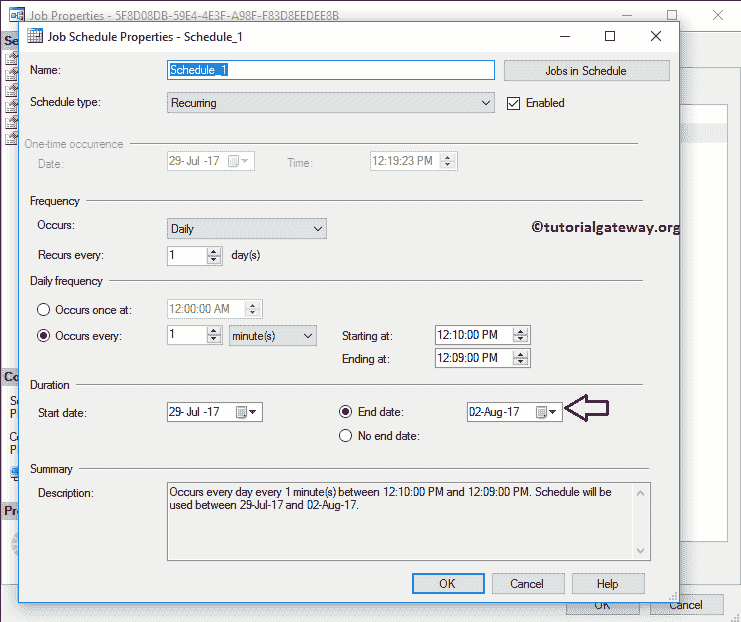 Job Properties - 5F8D08DB-59E4-4E3F-A98F-F83D8EEDEE8B
Job Schedule Properties - Schedule_1
Name: Schedule_1 Jobs in Schedule
Schedule type: Recurring Enabled
One-time occurrence
Date: 29- Jul -17 Time: 12:19:23 PM
Frequency
Occurs: Daily
©tutorialgateway.org
Recurs every: 1 day(s)
Daily frequency
Occurs once at: 12:00:00 AM
Occurs every: 1 minute(s) Starting at: 12:10:00 PM
Ending at: 12:09:00 PM
Duration
Start date: 29- Jul -17 End date: 02-Aug-17
No end date:
Summary
Description: Occurs every day every 1 minute(s) between 12:10:00 PM and 12:09:00 PM. Schedule will be
used between 29-Jul-17 and 02-Aug-17.
OK Cancel Help
OK Cancel